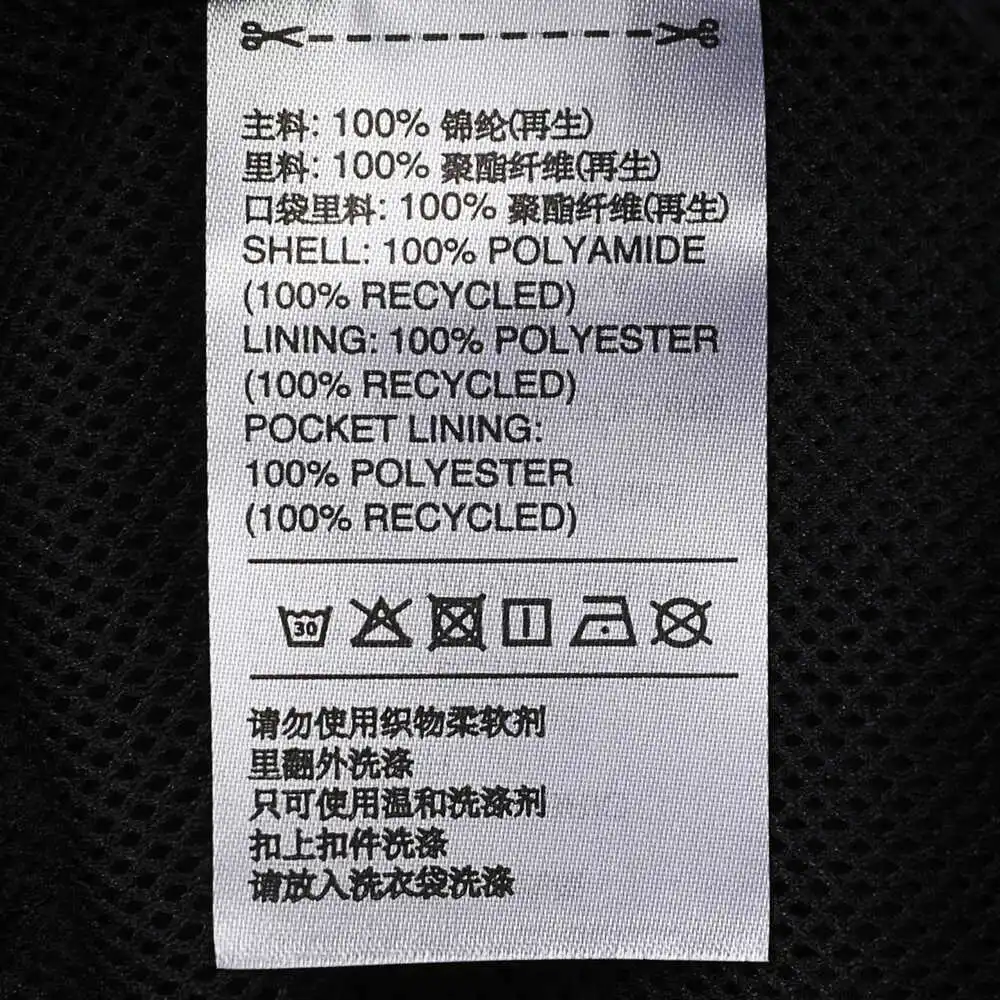 主料: 100% 锦纶(再生)
里料: 100% 聚酯纤维(再生)
口袋里料: 100% 聚酯纤维(再生)
SHELL: 100% POLYAMIDE
(100% RECYCLED)
LINING: 100% POLYESTER
(100% RECYCLED)
POCKET LINING:
100% POLYESTER
(100% RECYCLED)
30
请勿使用织物柔软剂
里翻外洗涤
只可使用温和洗涤剂
扣上扣件洗涤
请放入洗衣袋洗涤